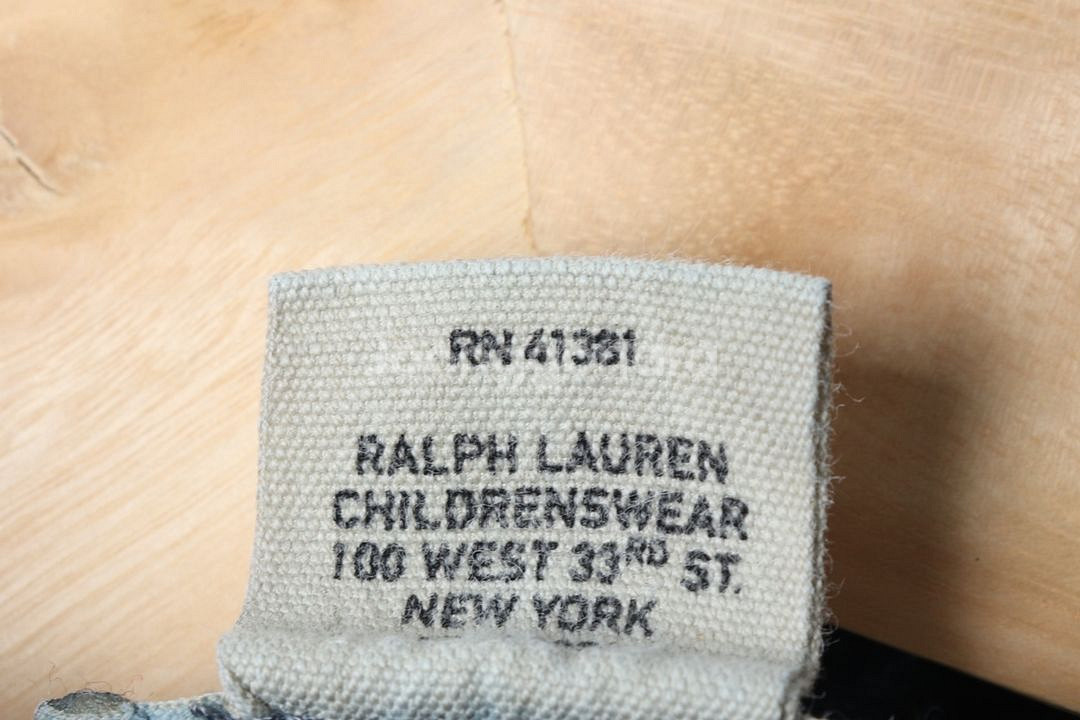 RN 41381
RALPH LAUREN
CHILDRENSWEAR
100 WEST 33RD ST.
NEW YORK